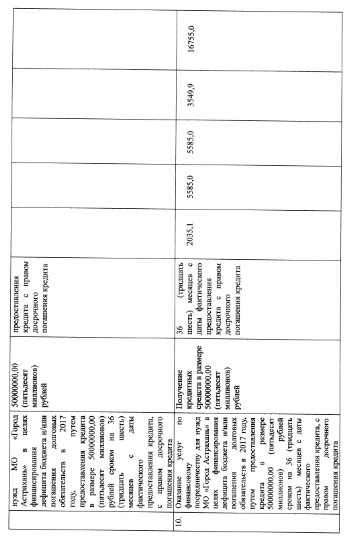 нужд МО «Город
Астрахань» в целях
финансирования
дефицита бюджета и/или
погашения долговых
обязательств в 2017
году, путем
предоставления кредита
в размере 50000000,00
(пятьдесят миллионов)
рублей сроком на 36
(тридцать шесть)
месяцев с даты
фактического
предоставления кредита,
с правом досрочного
погашения кредита
50000000,00
(пятьдесят
миллионов)
рублей
предоставления
кредита с правом
досрочного
погашения кредита
10.
Оказание услуг по
финансовому
посредничеству для нужд
МО «Город Астрахань» в
целях финансирования
дефицита бюджета и/или
погашения долговых
обязательств в 2017 году,
путем предоставления
кредита в размере
50000000,00 (пятьдесят
миллионов) рублей
сроком на 36 (тридцать
шесть) месяцев с даты
фактического
предоставления кредита, с
правом досрочного
погашения кредита
Получение
кредитных
средств в размере
50000000,00
(пятьдесят
миллионов)
рублей
36 (тридцать
шесть) месяцев с
даты фактического
предоставления
кредита с правом
досрочного
погашения кредита
2035,1
5585,0
5585,0
3549,9
16755,0